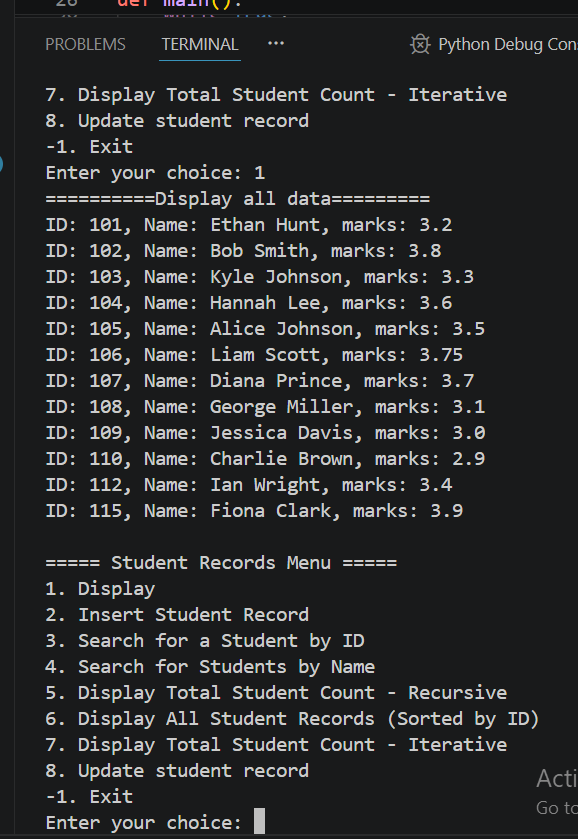 26 def main():
PROBLEMS TERMINAL ... Python Debug Con
7. Display Total Student Count - Iterative
8. Update student record
-1. Exit
Enter your choice: 1
==========Display all data=========
ID: 101, Name: Ethan Hunt, marks: 3.2
ID: 102, Name: Bob Smith, marks: 3.8
ID: 103, Name: Kyle Johnson, marks: 3.3
ID: 104, Name: Hannah Lee, marks: 3.6
ID: 105, Name: Alice Johnson, marks: 3.5
ID: 106, Name: Liam Scott, marks: 3.75
ID: 107, Name: Diana Prince, marks: 3.7
ID: 108, Name: George Miller, marks: 3.1
ID: 109, Name: Jessica Davis, marks: 3.0
ID: 110, Name: Charlie Brown, marks: 2.9
ID: 112, Name: Ian Wright, marks: 3.4
ID: 115, Name: Fiona Clark, marks: 3.9
===== Student Records Menu =====
1. Display
2. Insert Student Record
3. Search for a Student by ID
4. Search for Students by Name
5. Display Total Student Count - Recursive
6. Display All Student Records (Sorted by ID)
7. Display Total Student Count - Iterative
8. Update student record
-1. Exit
Enter your choice:
Acti
Go to